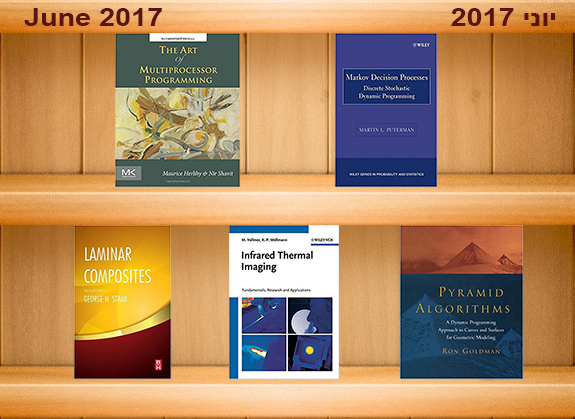 June 2017
יוני 2017
THE ART
of
MULTIPROCESSOR
PROGRAMMING
MK
Maurice Herlihy & Nir Shavit
WILEY
Markov Decision Processes
Discrete Stochastic
Dynamic Programming
MARTIN L. PUTERMAN
WILEY SERIES IN PROBABILITY AND STATISTICS
LAMINAR
COMPOSITES
GEORGE H. STAAB
M. Vollmer, K.-P. Möllmann
WILEY-VCH
Infrared Thermal
Imaging
Fundamentals, Research and Applications
PYRAMID
ALGORITHMS
A Dynamic Programming
Approach to Curves and Surfaces
for Geometric Modeling
RON GOLDMAN